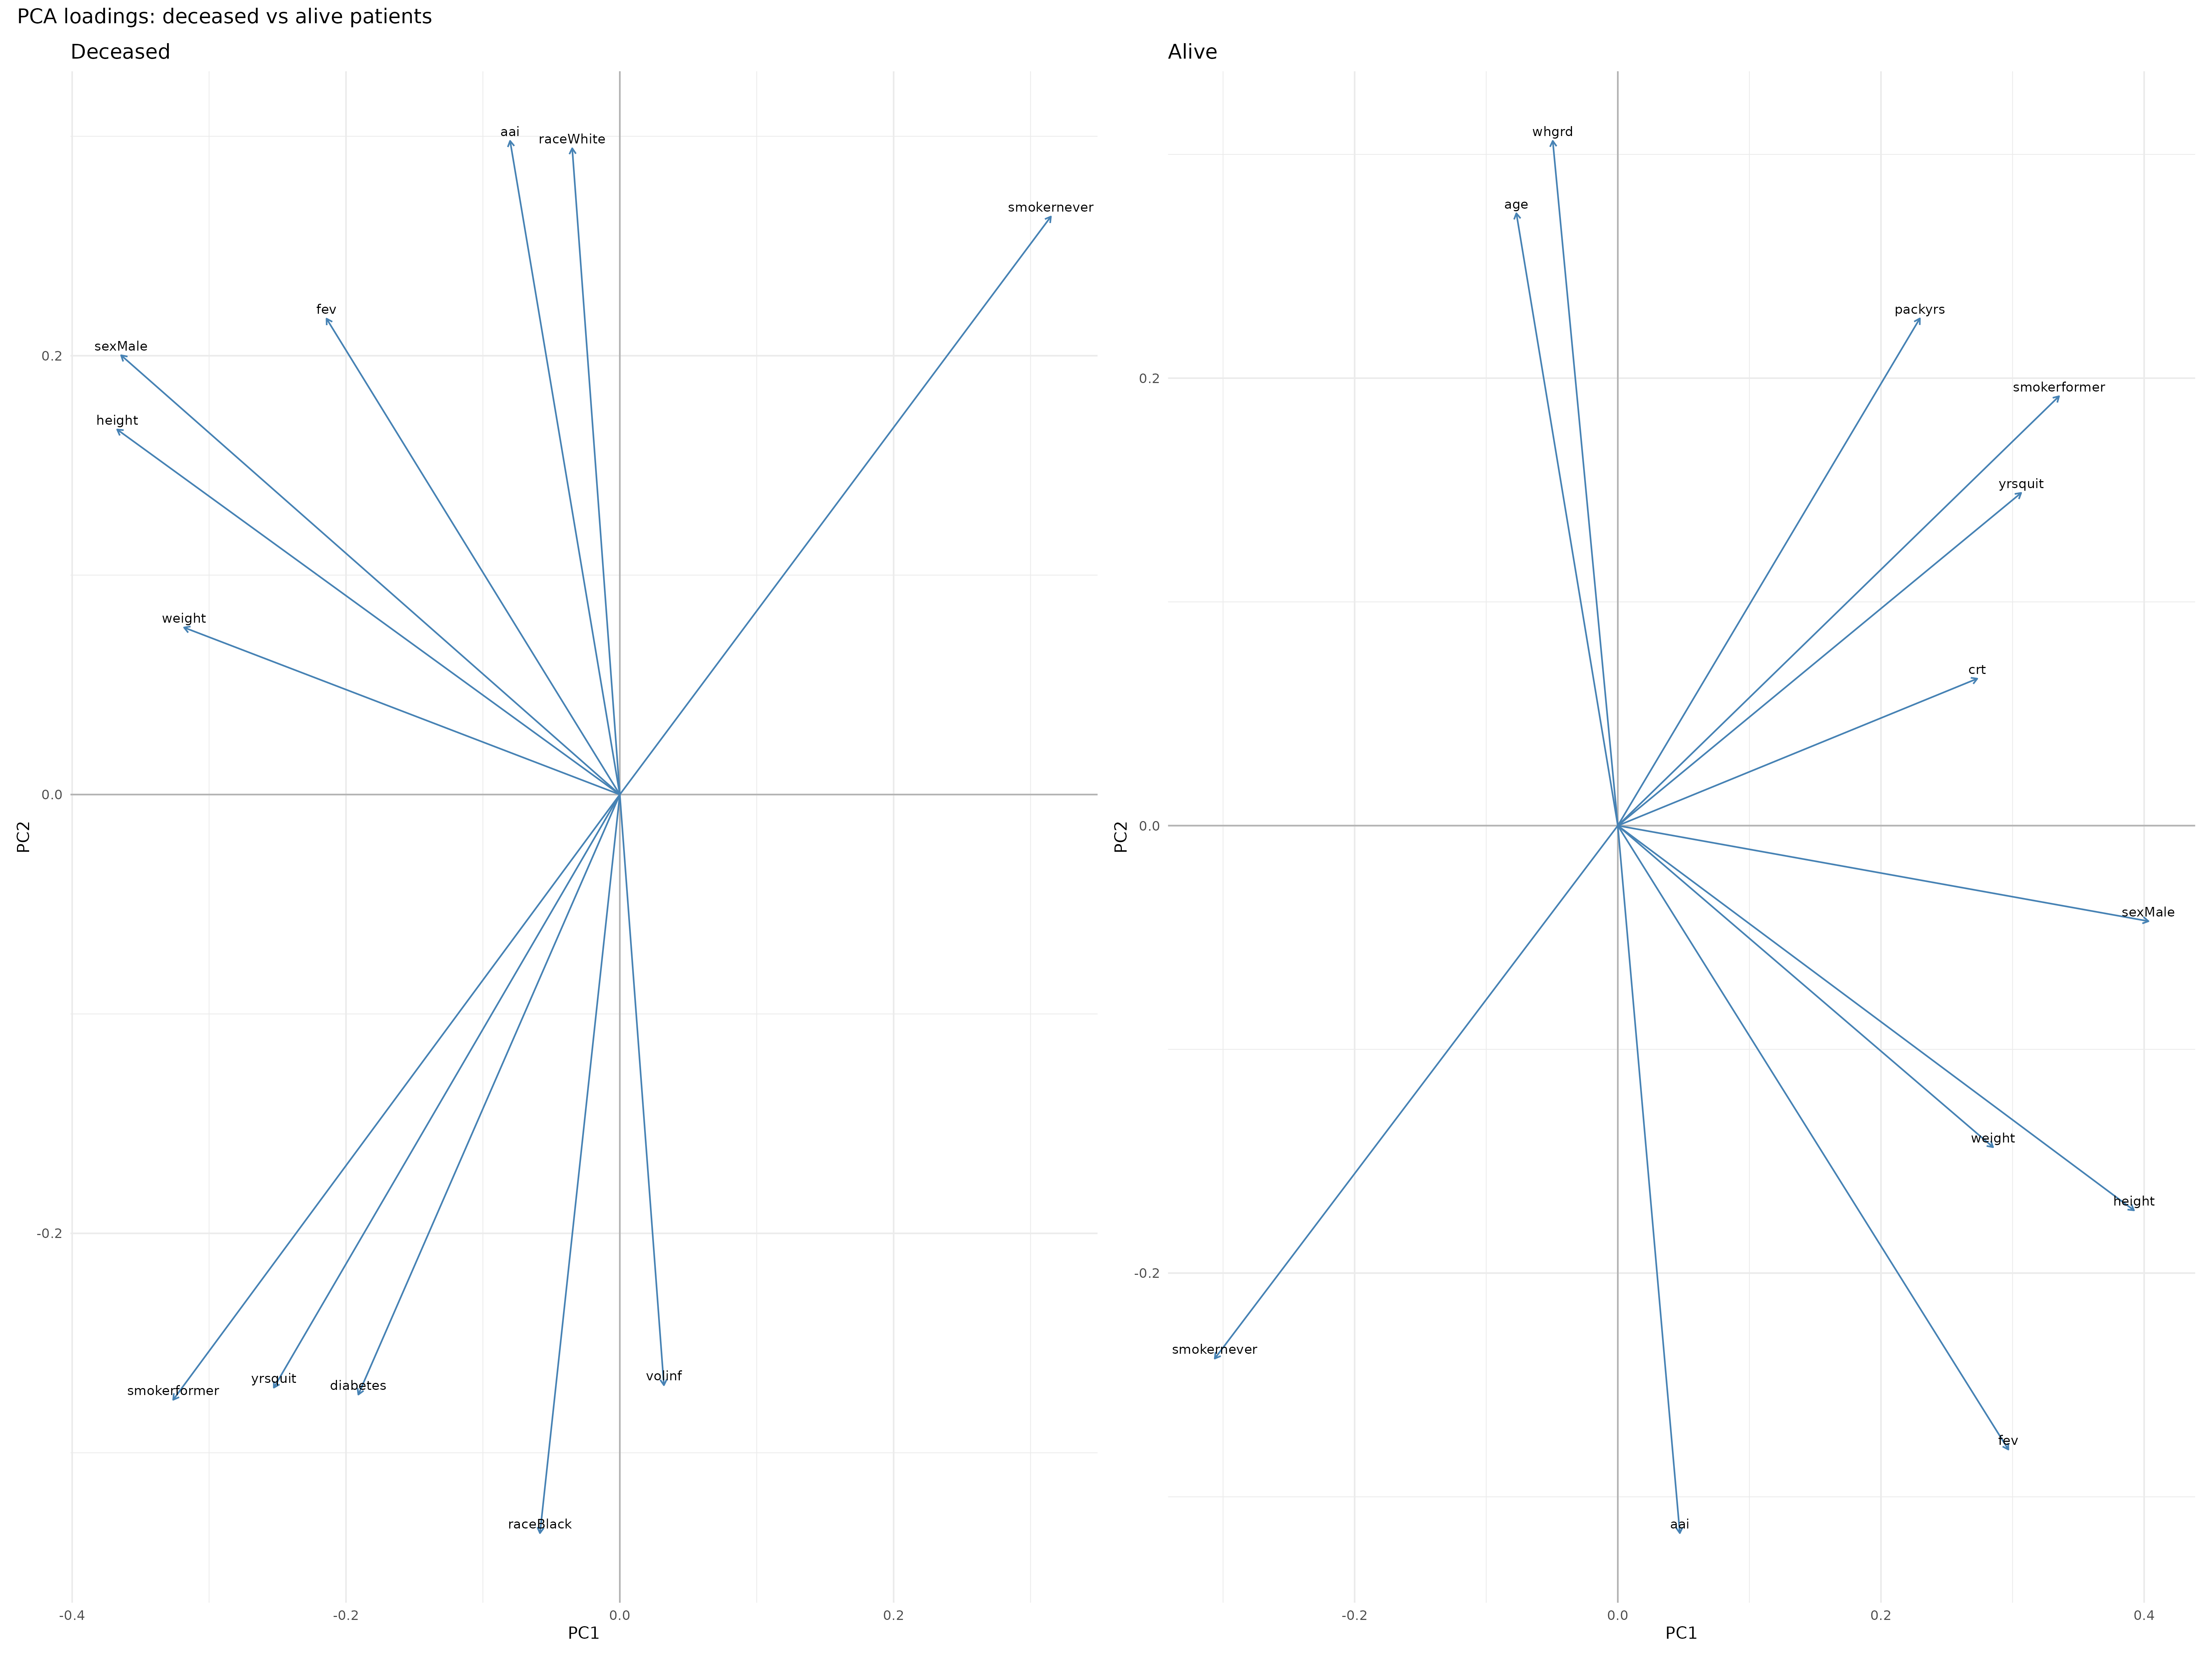 PCA loadings: deceased vs alive patients
Deceased
aai
raceWhite
smokernever
fev
sexMale
height
weight
smokerformer
yrsquit
diabetes
volinf
raceBlack
0.2
0.0
-0.2
PC2
-0.4
-0.2
0.0
0.2
PC1
Alive
whgrd
age
packyrs
smokerformer
yrsquit
crt
sexMale
weight
height
smokernever
fev
aai
0.2
0.0
-0.2
PC2
-0.2
0.0
0.2
0.4
PC1